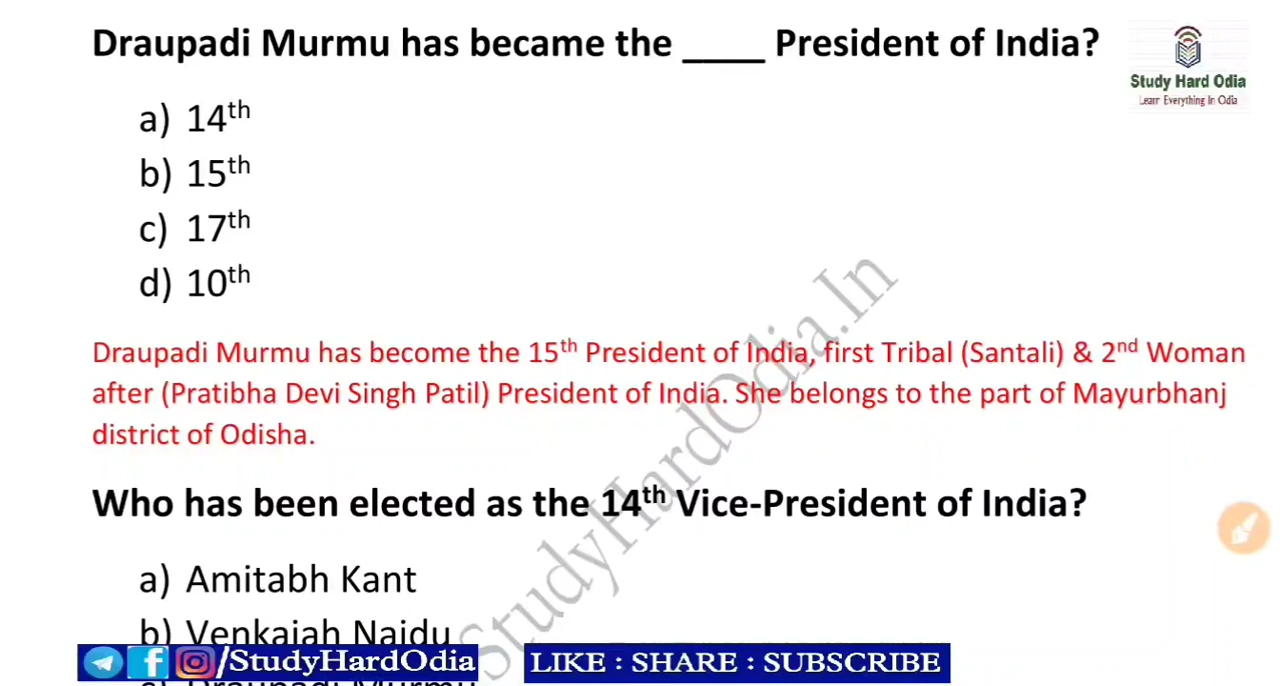 Draupadi Murmu has became the ____ President of India?
Study Hard Odia
Learn Everything In Odia
a) 14th
b) 15th
c) 17th
d) 10th
Draupadi Murmu has become the 15th President of India, first Tribal (Santali) & 2nd Woman
after (Pratibha Devi Singh Patil) President of India. She belongs to the part of Mayurbhanj
district of Odisha.
Who has been elected as the 14th Vice-President of India?
a) Amitabh Kant
b) Venkaiah Naidu
/StudyHardOdia
LIKE : SHARE : SUBSCRIBE
Draupadi Murmu
StudyHardOdia.In